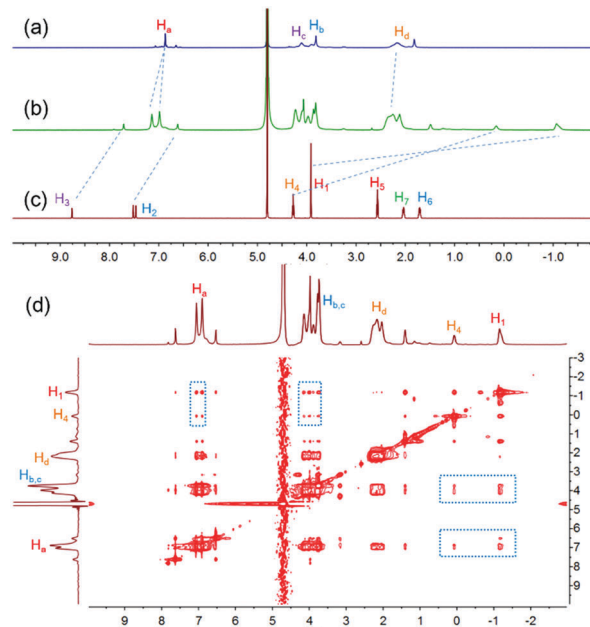 (a)
Ha
Hc
Hb
Hd
(b)
(c)
H3
H2
H4
H1
H5
H7
H6
9.0 8.0 7.0 6.0 5.0 4.0 3.0 2.0 1.0 0.0 -1.0
(d)
Ha
Hb,c
Hd
H4
H1
H1
H4
Hd
Hb,c
Ha
-3
-2
-1
0
1
2
3
4
5
6
7
8
9
9 8 7 6 5 4 3 2 1 0 -1 -2